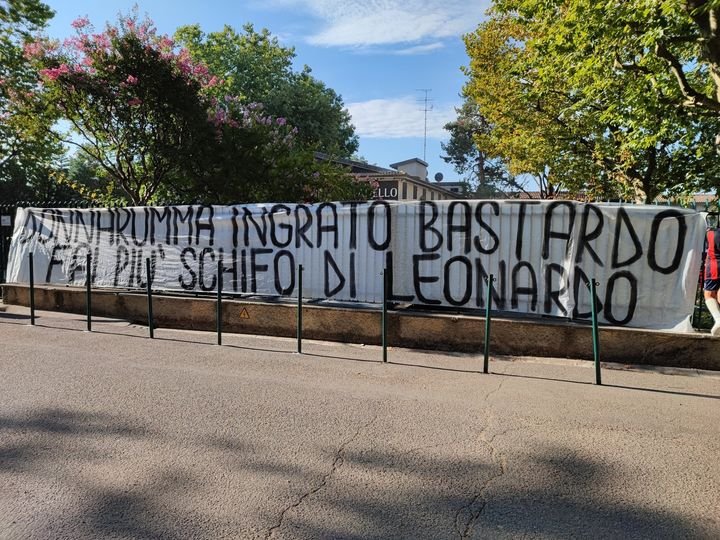 DONNARUMMA INGRATO BASTARDO
FAI PIU' SCHIFO DI LEONARDO